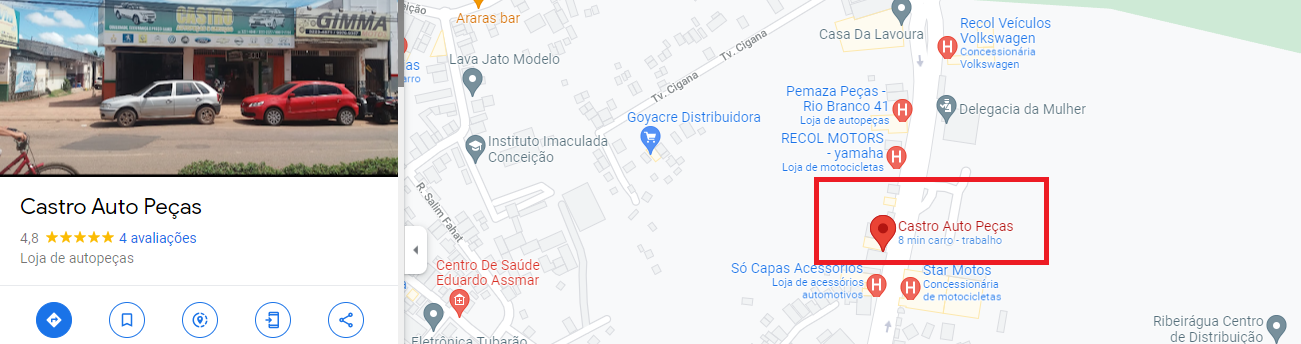 CASTRO
GIMMA
Castro Auto Peças
4,8
4 avaliações
Loja de autopeças
Araras bar
Lava Jato Modelo
Tv. Cigana
Tv. Cigana
Casa Da Lavoura
Recol Veículos
Volkswagen
Concessionária
Volkswagen
Pemaza Peças -
Rio Branco 41
Loja de autopeças
Delegacia da Mulher
Goyacre Distribuidora
RECOL MOTORS
- yamaha
Loja de motocicletas
Instituto Imaculada
Conceição
R. Salim Fahat
Castro Auto Peças
8 min carro - trabalho
Centro De Saúde
Eduardo Assmar
Só Capas Acessórios
Loja de acessórios
automotivos
Star Motos
Concessionária
de motocicletas
Ribeirágua Centro
de Distribuição
Eletrônica Tubarão